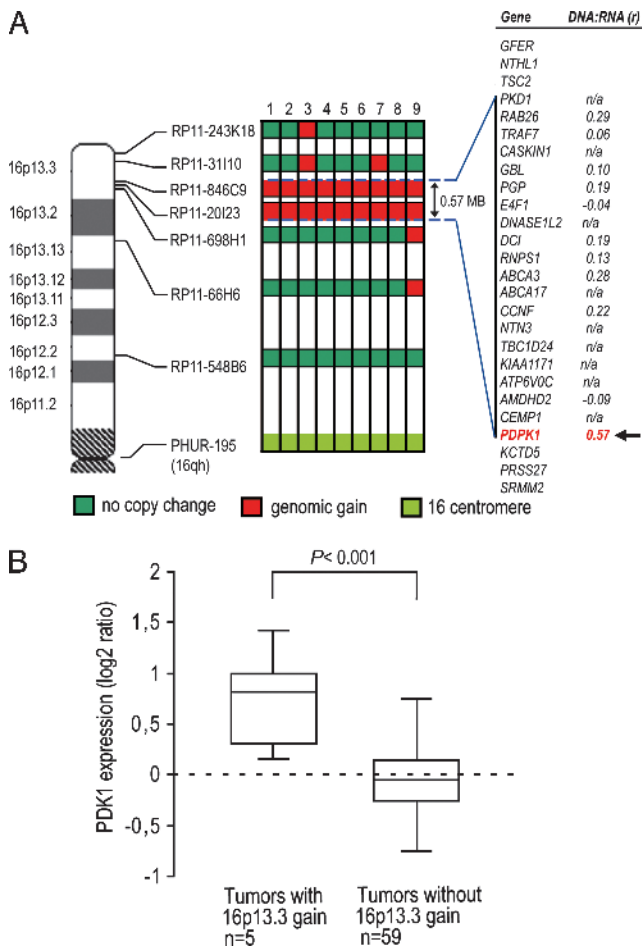 A
Gene DNA:RNA (r)
GFER
NTHL1
TSC2
PKD1 n/a
RAB26 0.29
TRAF7 0.06
CASKIN1 n/a
GBL 0.10
PGP 0.19
E4F1 -0.04
DNASE1L2 n/a
DCI 0.19
RNPS1 0.13
ABCA3 0.28
ABCA17 n/a
CCNF 0.22
NTN3 n/a
TBC1D24 n/a
KIAA1171 n/a
ATP6V0C n/a
AMDHD2 -0.09
CEMP1 n/a
PDPK1 0.57
KCTD5
PRSS27
SRMM2
1 2 3 4 5 6 7 8 9
16p13.3
16p13.2
16p13.13
16p13.12
16p13.11
16p12.3
16p12.2
16p12.1
16p11.2
RP11-243K18
RP11-31I10
RP11-846C9
RP11-20I23
RP11-698H1
RP11-66H6
RP11-548B6
PHUR-195
(16qh)
0.57 MB
no copy change
genomic gain
16 centromere
B
P< 0.001
PDK1 expression (log2 ratio)
2
1,5
1
0,5
0
-0,5
-1
Tumors with
16p13.3 gain
n=5
Tumors without
16p13.3 gain
n=59